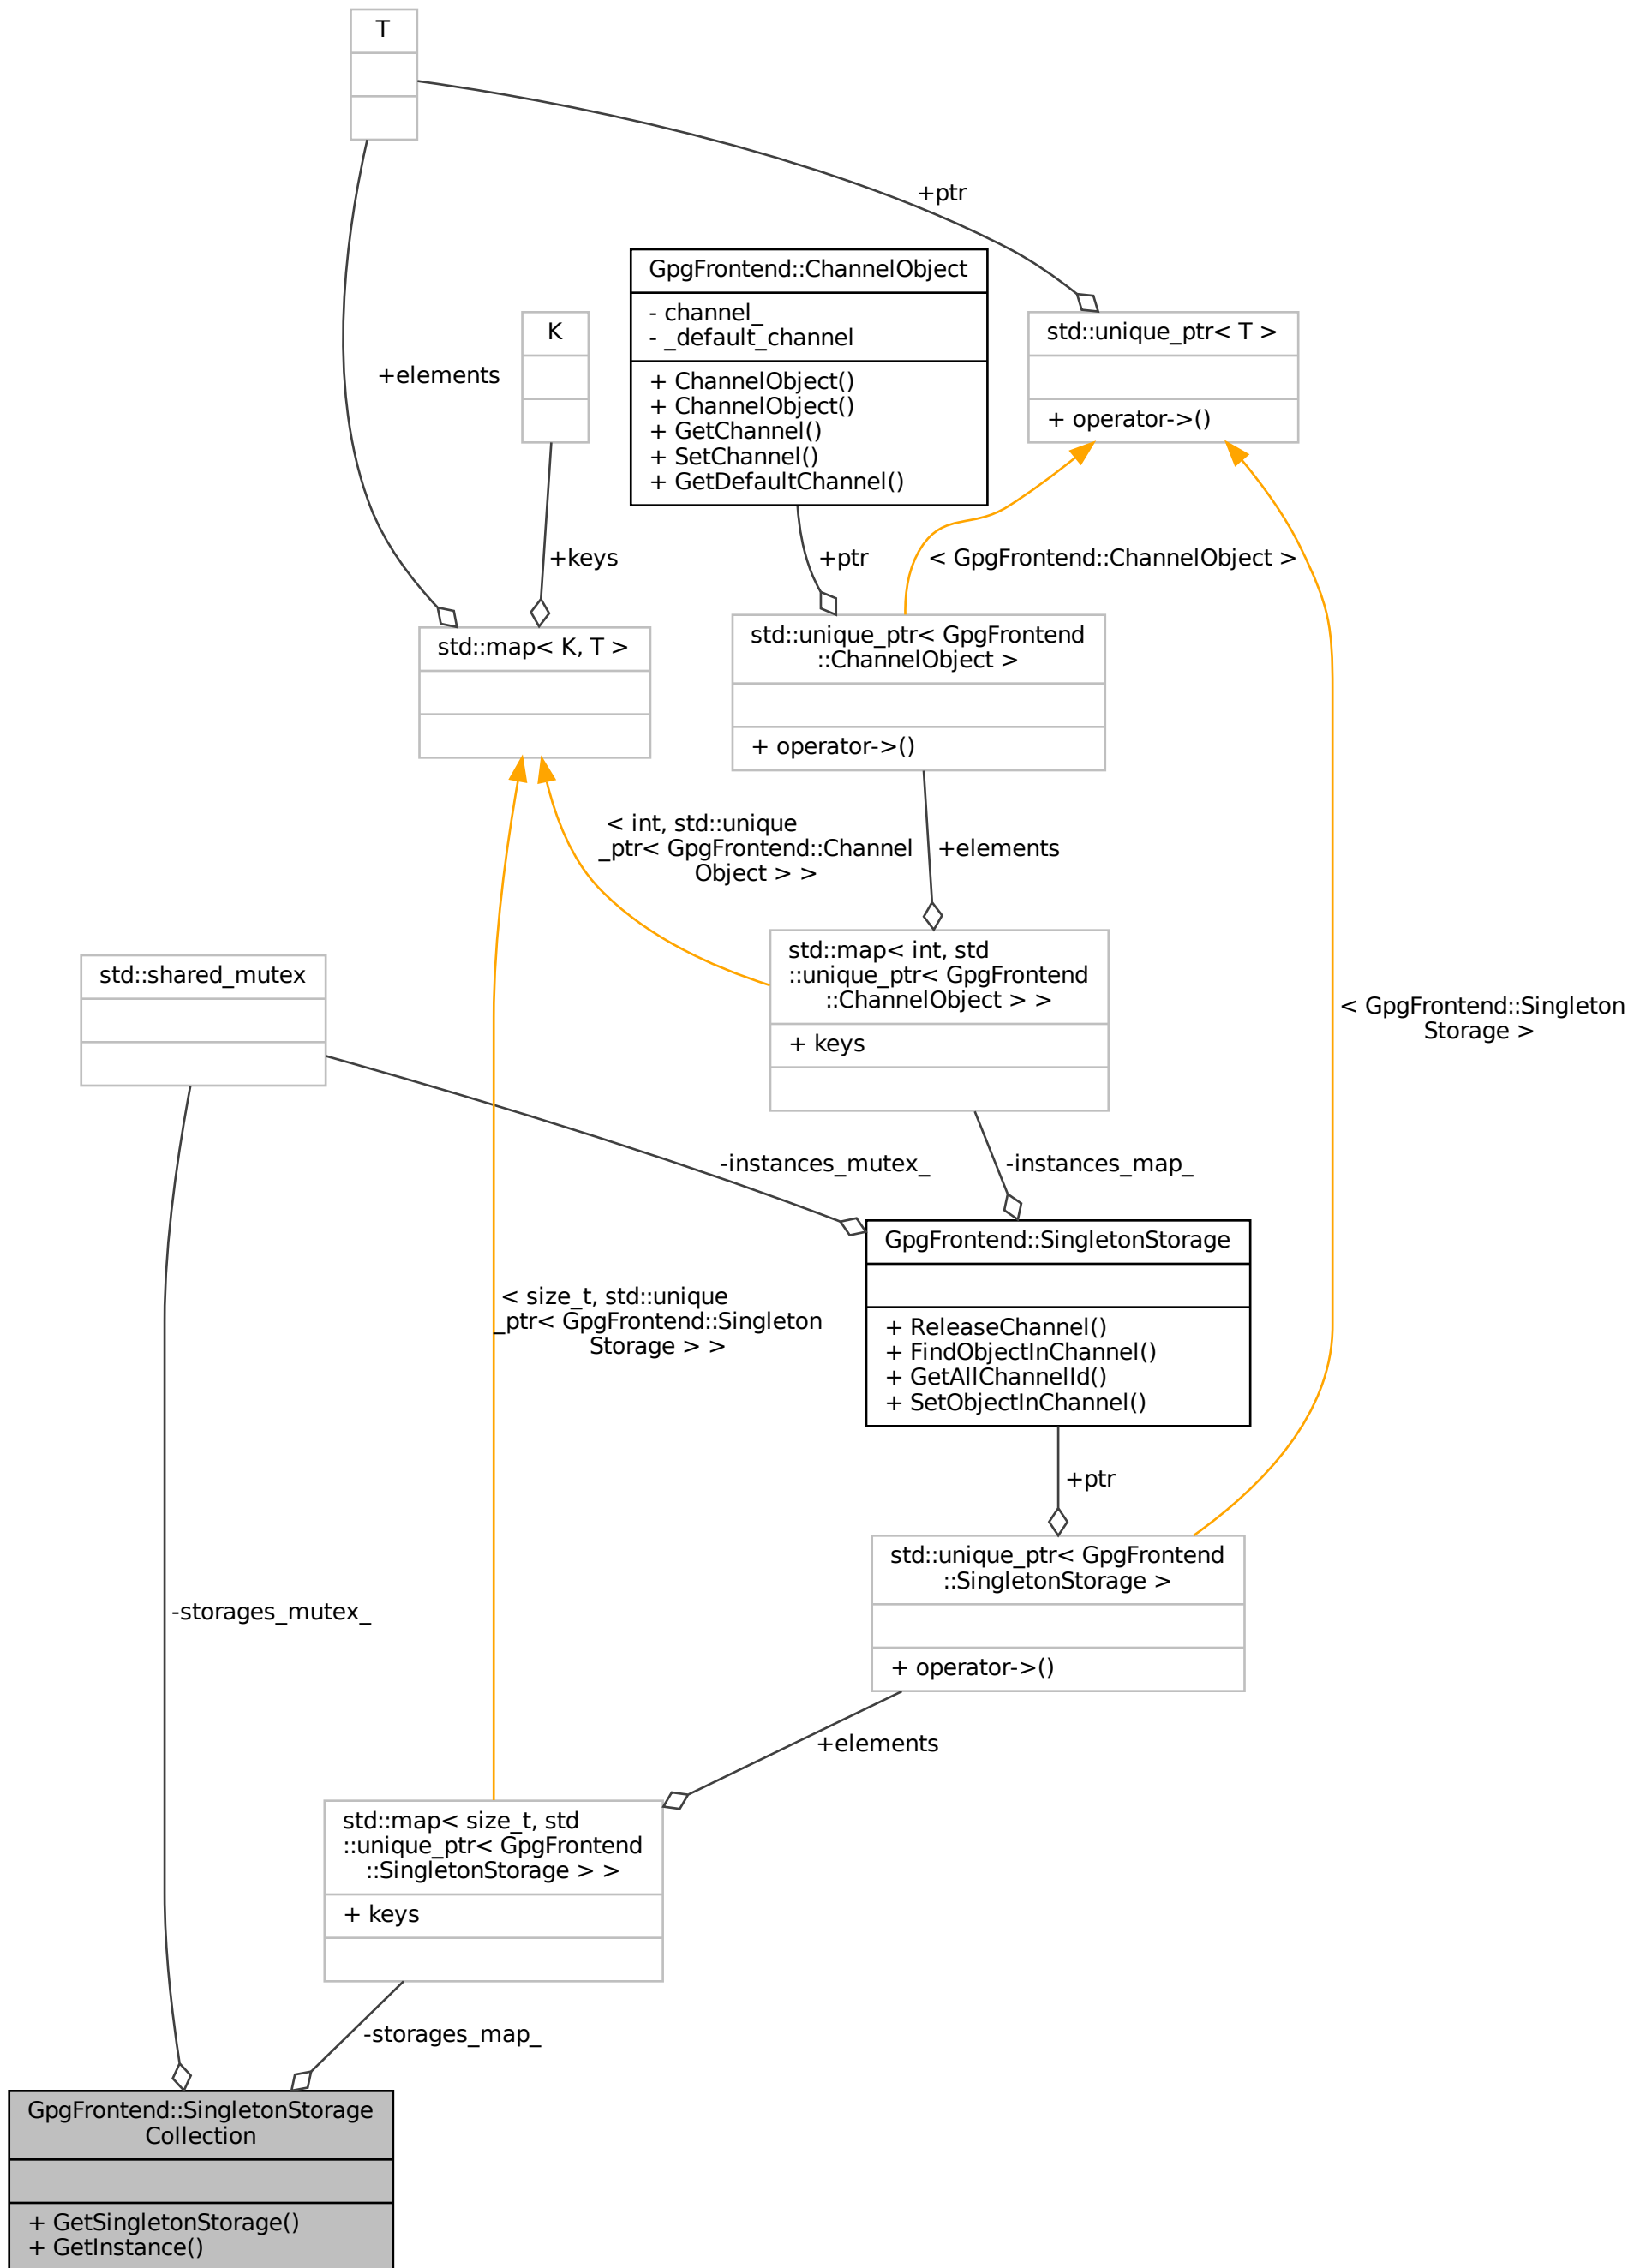 T
+ptr
GpgFrontend::ChannelObject
- channel_
- _default_channel
+ ChannelObject()
+ ChannelObject()
+ GetChannel()
+ SetChannel()
+ GetDefaultChannel()
K
std::unique_ptr< T >
+ operator->()
+elements
+keys
+ptr
< GpgFrontend::ChannelObject >
std::map< K, T >
std::unique_ptr< GpgFrontend
::ChannelObject >
+ operator->()
< int, std::unique
_ptr< GpgFrontend::Channel
Object > >
+elements
std::shared_mutex
std::map< int, std
::unique_ptr< GpgFrontend
::ChannelObject > >
+ keys
< GpgFrontend::Singleton
Storage >
-instances_mutex_
-instances_map_
GpgFrontend::SingletonStorage
+ ReleaseChannel()
+ FindObjectInChannel()
+ GetAllChannelId()
+ SetObjectInChannel()
< size_t, std::unique
_ptr< GpgFrontend::Singleton
Storage > >
+ptr
std::unique_ptr< GpgFrontend
::SingletonStorage >
+ operator->()
-storages_mutex_
+elements
std::map< size_t, std
::unique_ptr< GpgFrontend
::SingletonStorage > >
+ keys
-storages_map_
GpgFrontend::SingletonStorage
Collection
+ GetSingletonStorage()
+ GetInstance()